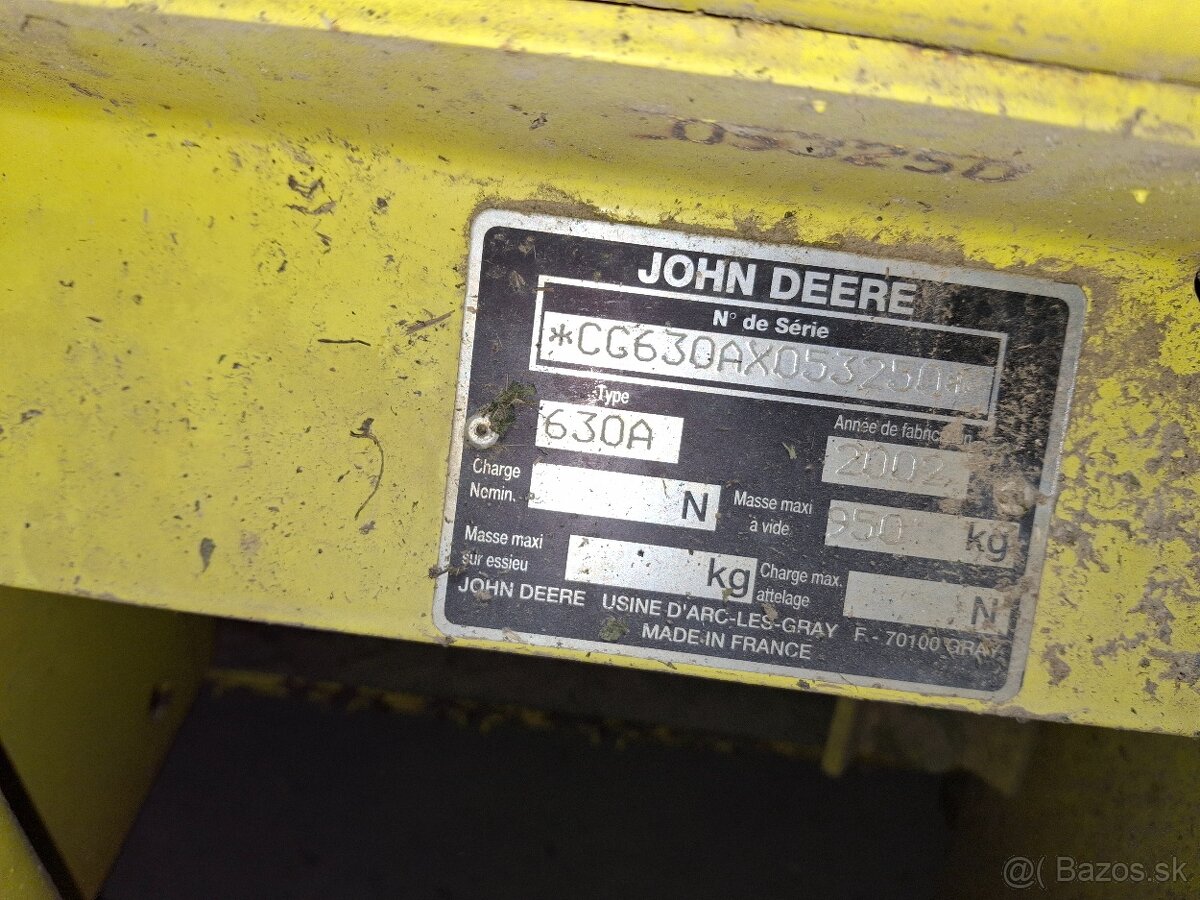 JOHN DEERE
N° de Série
*CG630AX053250*
Type
630A
Année de fabrication
2002
Charge
Nomin.
N
Masse maxi
à vide
950 kg
Masse maxi
sur essieu
kg
Charge max.
attelage
N
JOHN DEERE USINE D'ARC-LES-GRAY F - 70100 GRAY
MADE IN FRANCE
@( Bazos.sk